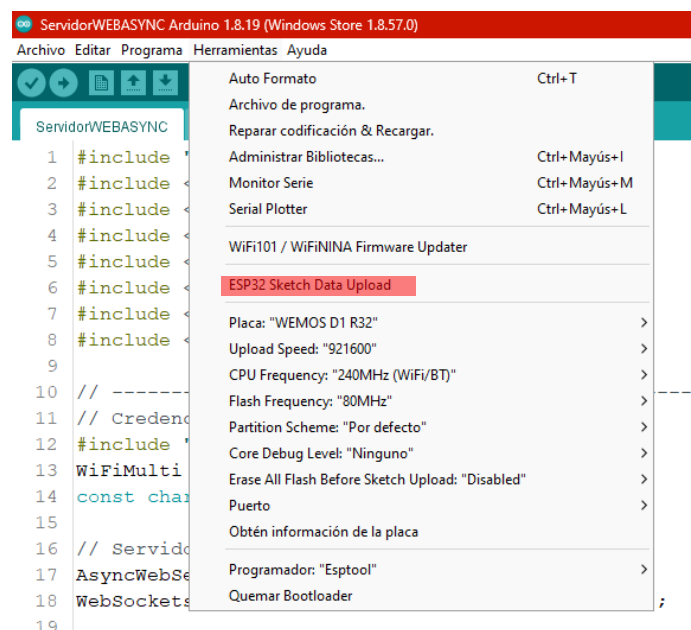 ServidorWEBASYNC Arduino 1.8.19 (Windows Store 1.8.57.0)
Archivo Editar Programa Herramientas Ayuda
ServidorWEBASYNC
Auto Formato Ctrl+T
Archivo de programa.
Reparar codificación & Recargar.
Administrar Bibliotecas... Ctrl+Mayús+I
Monitor Serie Ctrl+Mayús+M
Serial Plotter Ctrl+Mayús+L
WiFi101 / WiFiNINA Firmware Updater
ESP32 Sketch Data Upload
Placa: "WEMOS D1 R32"
Upload Speed: "921600"
CPU Frequency: "240MHz (WiFi/BT)"
Flash Frequency: "80MHz"
Partition Scheme: "Por defecto"
Core Debug Level: "Ninguno"
Erase All Flash Before Sketch Upload: "Disabled"
Puerto
Obtén información de la placa
Programador: "Esptool"
Quemar Bootloader
1 #include "
2 #include <
3 #include <
4 #include <
5 #include <
6 #include <
7 #include <
8 #include <
9
10 // ------
11 // Credenc
12 #include "
13 WiFiMulti
14 const char
15
16 // Servido
17 AsyncWebSe
18 WebSockets ;
19